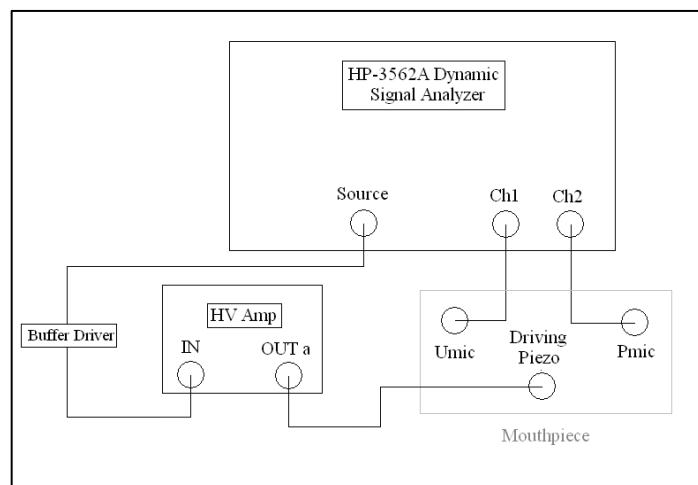 HP-3562A Dynamic
Signal Analyzer
Source
Ch1
Ch2
Buffer Driver
HV Amp
IN
OUT a
Umic
Driving
Piezo
Pmic
Mouthpiece